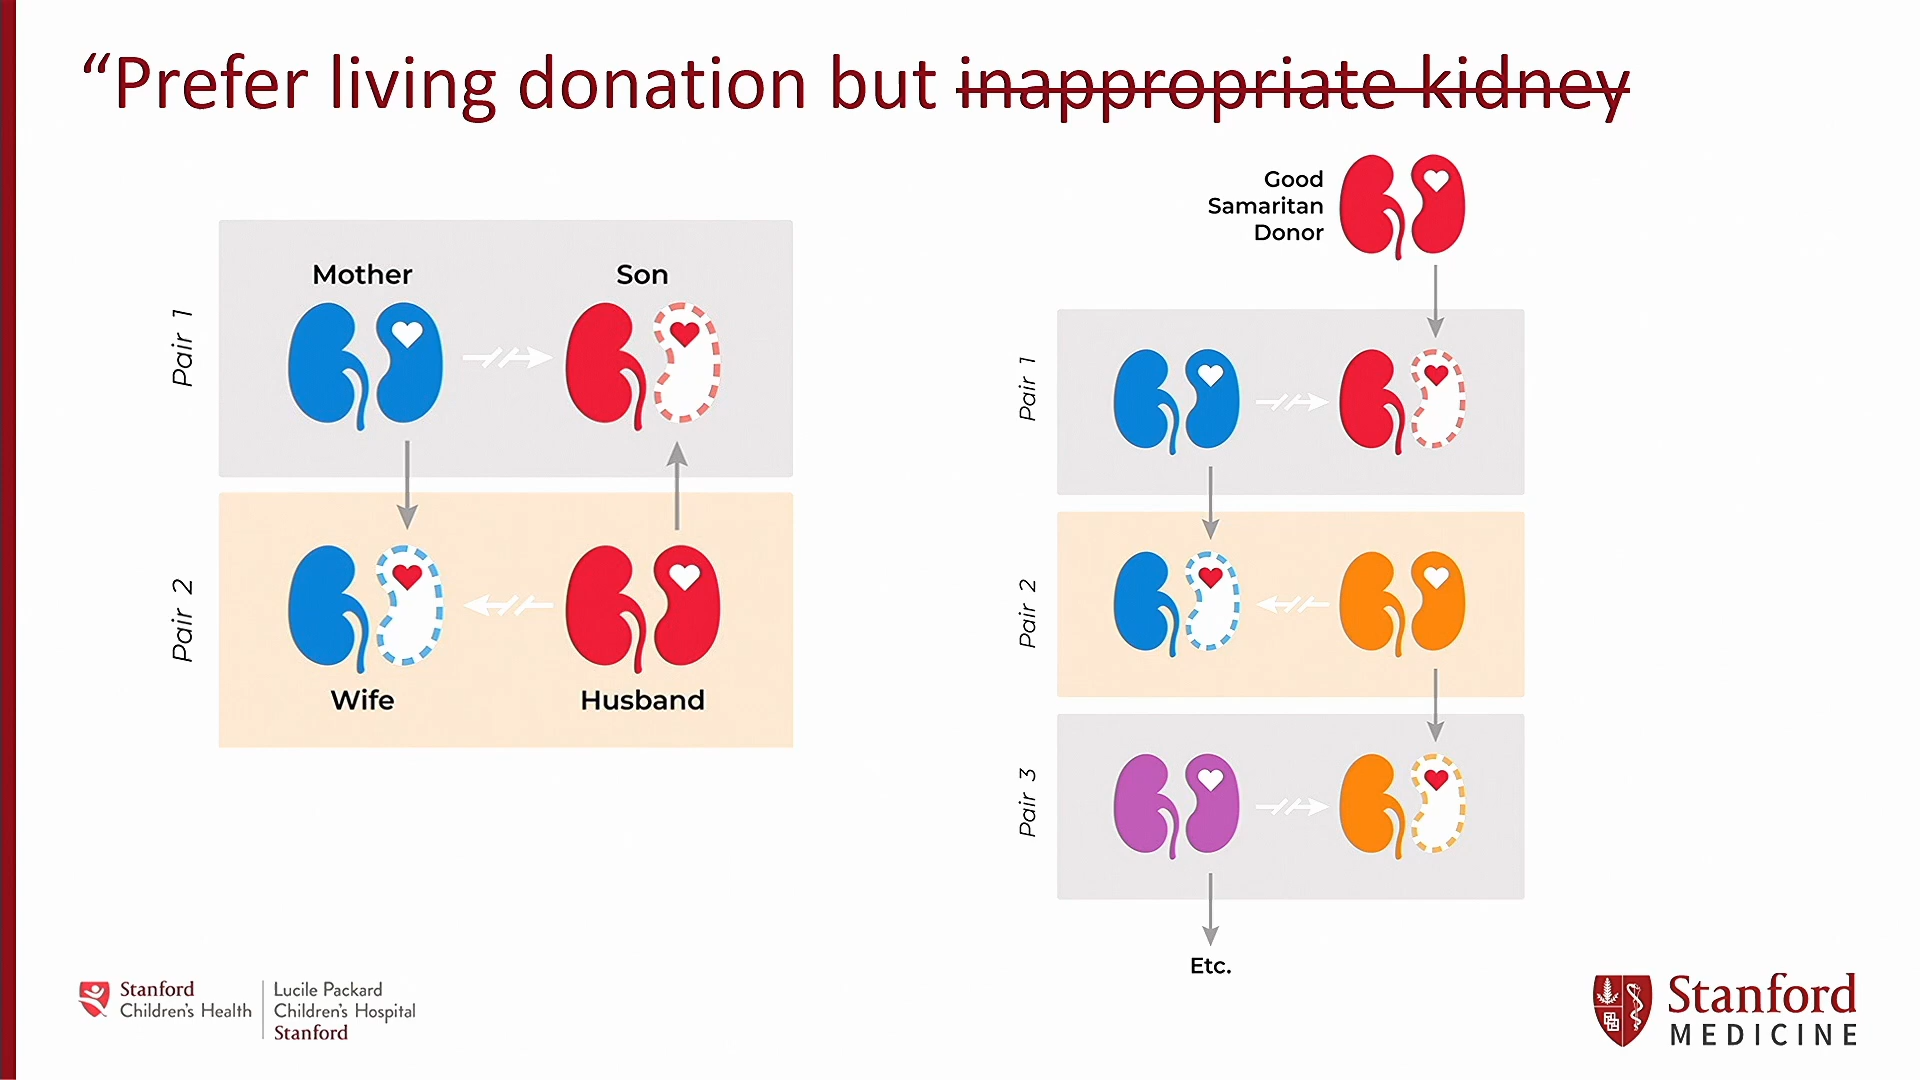 “Prefer living donation but inappropriate kidney
Mother
Son
Pair 1
Pair 2
Wife
Husband
Good
Samaritan
Donor
Pair 1
Pair 2
Pair 3
Etc.
Stanford
Children's Health
Lucile Packard
Children's Hospital
Stanford
Stanford
MEDICINE